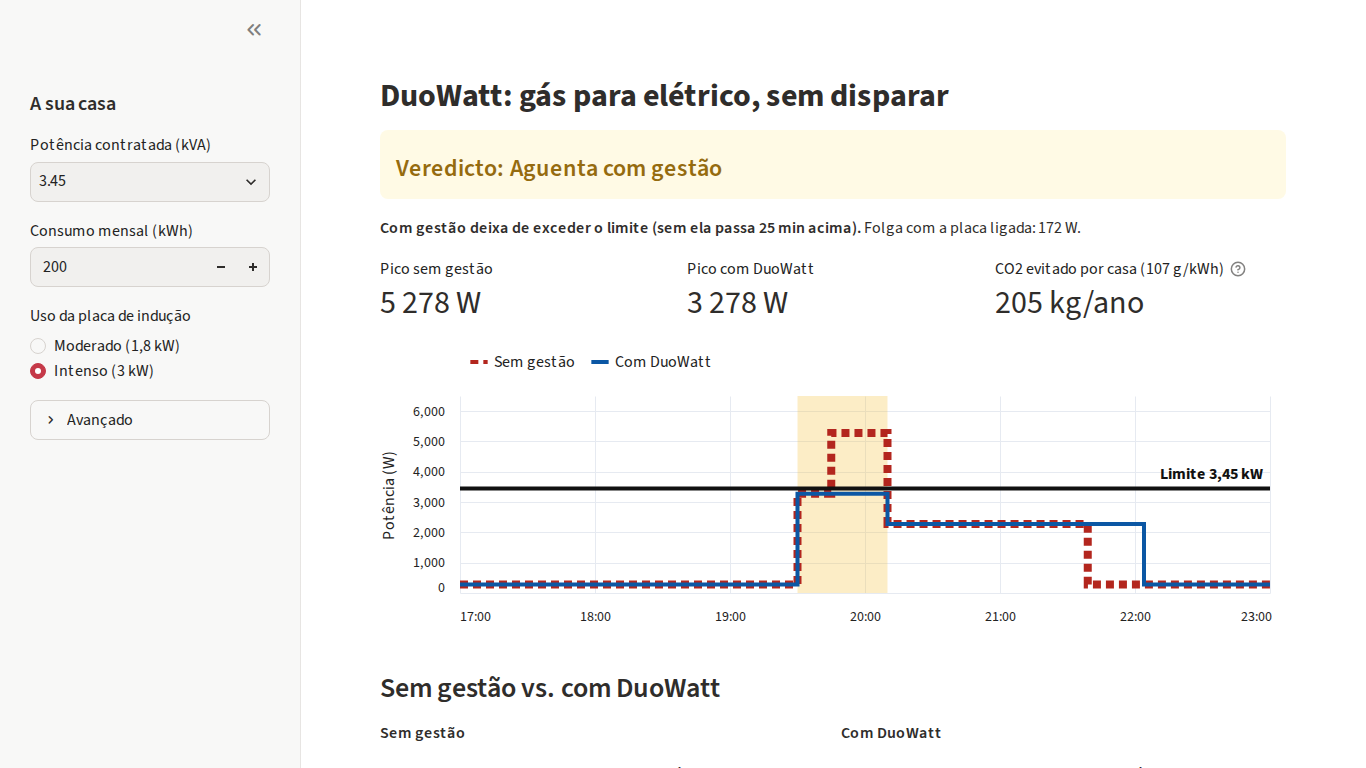 A sua casa
Potência contratada (kVA)
3.45
Consumo mensal (kWh)
200
Uso da placa de indução
Moderado (1,8 kW)
Intenso (3 kW)
Avançado
DuoWatt: gás para elétrico, sem disparar
Veredicto: Aguenta com gestão
Com gestão deixa de exceder o limite (sem ela passa 25 min acima). Folga com a placa ligada: 172 W.
Pico sem gestão
5 278 W
Pico com DuoWatt
3 278 W
CO2 evitado por casa (107 g/kWh)
205 kg/ano
Sem gestão Com DuoWatt
Potência (W)
6,000
5,000
4,000
3,000
2,000
1,000
0
Limite 3,45 kW
17:00 18:00 19:00 20:00 21:00 22:00 23:00
Sem gestão vs. com DuoWatt
Sem gestão Com DuoWatt